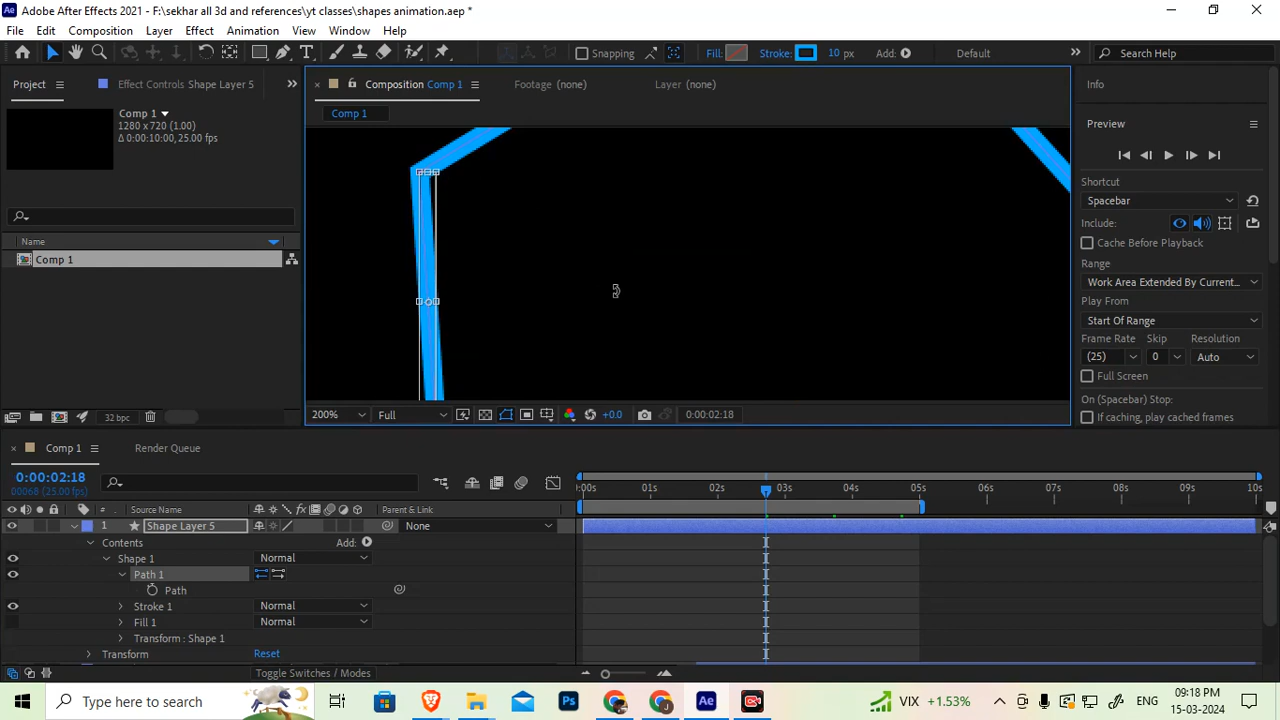 Adobe After Effects 2021 - H:\sekhar all 3d and references\yt classes\shapes animation.aep *
File Edit Composition Layer Effect Animation View Window Help
Snapping Fill: Stroke: 10 px Add: Default Search Help
Project Effect Controls Shape Layer 5 Composition Comp 1 Footage (none) Layer (none) Info
Comp 1
Comp 1
1280 x 720 (1.00)
Δ 0:00:10:00, 25.00 fps
Preview
Shortcut
Spacebar
Include:
Cache Before Playback
Range
Work Area Extended By Current...
Play From
Start Of Range
Frame Rate Skip Resolution
(25) 0 Auto
Full Screen
On (Spacebar) Stop:
If caching, play cached frames
Name
Comp 1
32 bpc
200% Full +0.0 0:00:02:18
Comp 1 Render Queue
0:00:02:18
00068 (25.00 fps)
:00s 01s 02s 03s 04s 05s 06s 07s 08s 09s 10s
# Source Name Parent & Link
1 Shape Layer 5 None
Contents Add:
Shape 1 Normal
Path 1
Path
Stroke 1 Normal
Fill 1 Normal
Transform : Shape 1
Transform Reset
Toggle Switches / Modes
Type here to search
Ps
Ae
VIX +1.53%
ENG
09:18 PM
15-03-2024